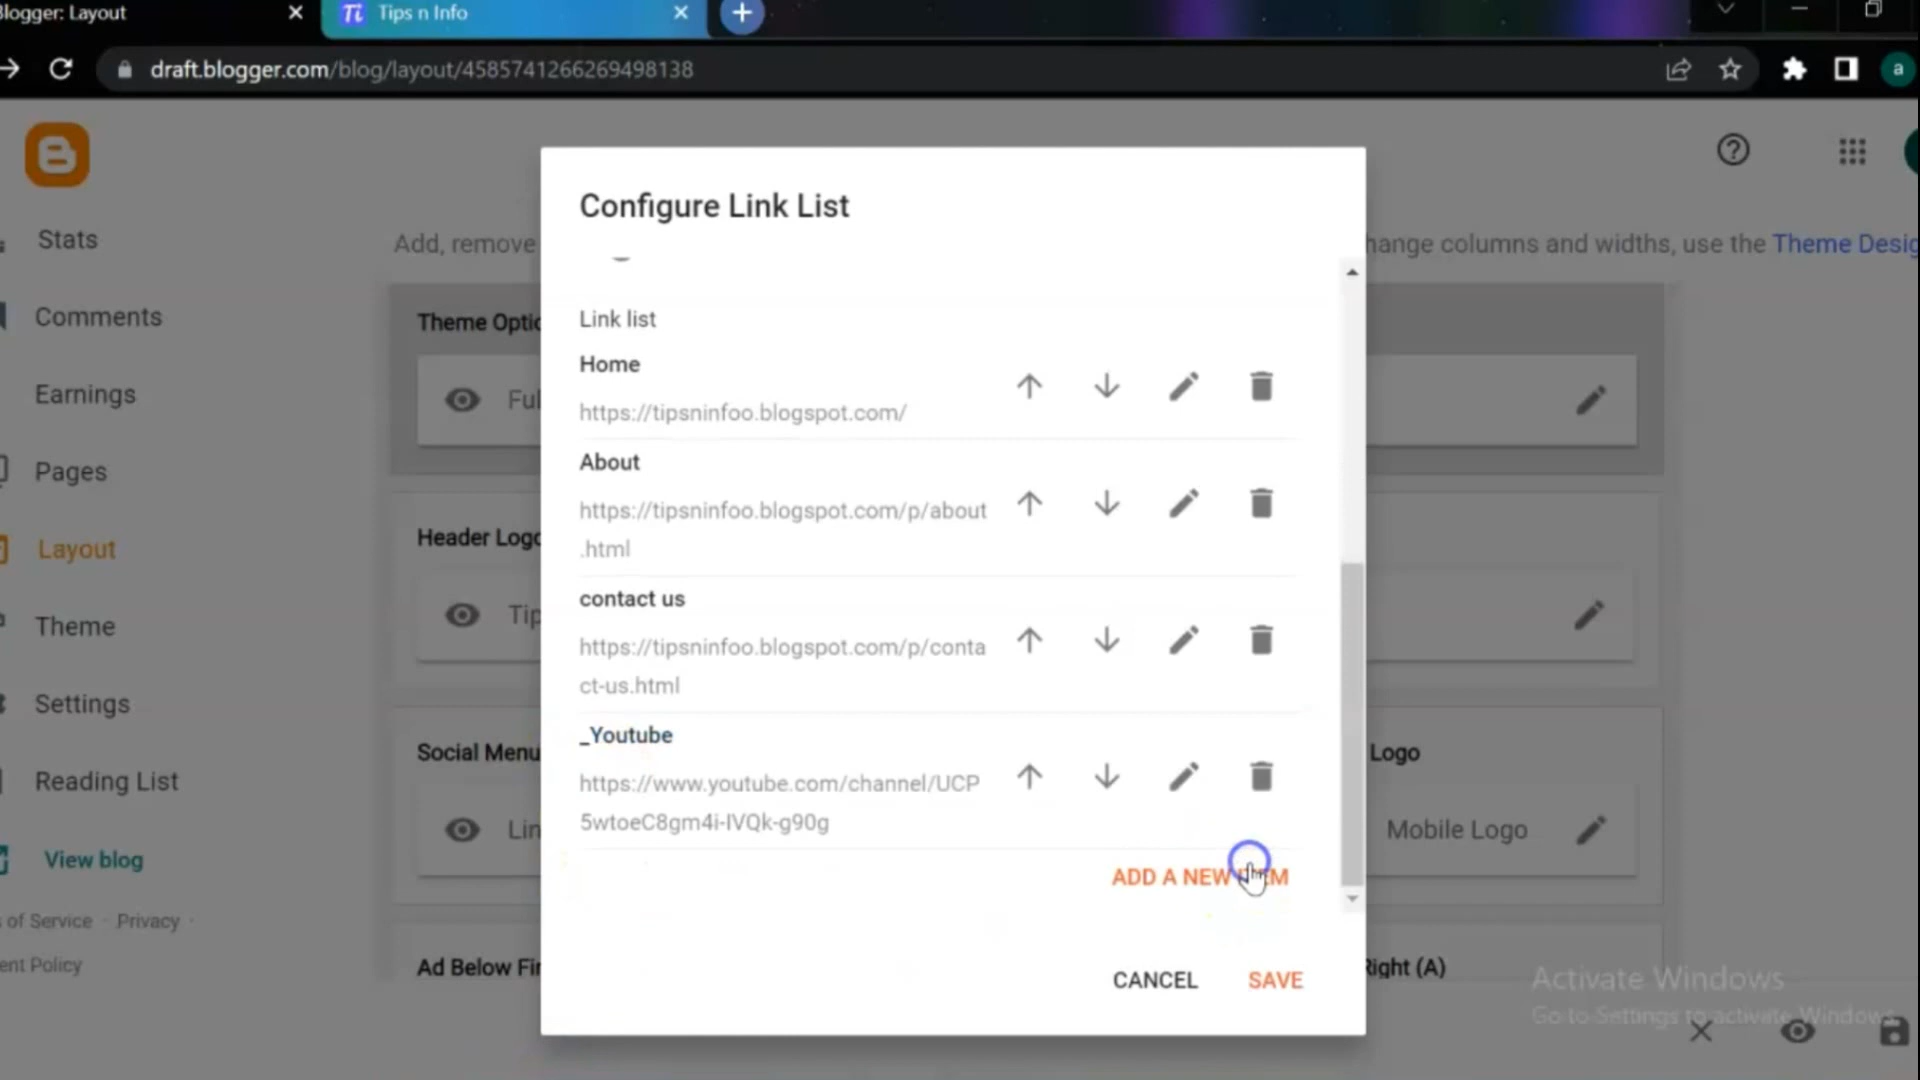 logger: Layout
Tips n Info
draft.blogger.com/blog/layout/4585741266269498138
Configure Link List
Stats
Add, remove
hange columns and widths, use the Theme Desig
Link list
Comments
Theme Optio
Home
https://tipsninfoo.blogspot.com/
Earnings
Ful
About
Pages
https://tipsninfoo.blogspot.com/p/about
.html
Header Logo
Layout
contact us
Tip
Theme
https://tipsninfoo.blogspot.com/p/conta
ct-us.html
Settings
_Youtube
Social Menu
Logo
Reading List
https://www.youtube.com/channel/UCP
5wtoeC8gm4i-IVQk-g90g
Lin
Mobile Logo
View blog
ADD A NEW ITEM
of Service · Privacy ·
ent Policy
Ad Below Fir
Right (A)
CANCEL
SAVE
Activate Windows
Go to Settings to activate Windows.